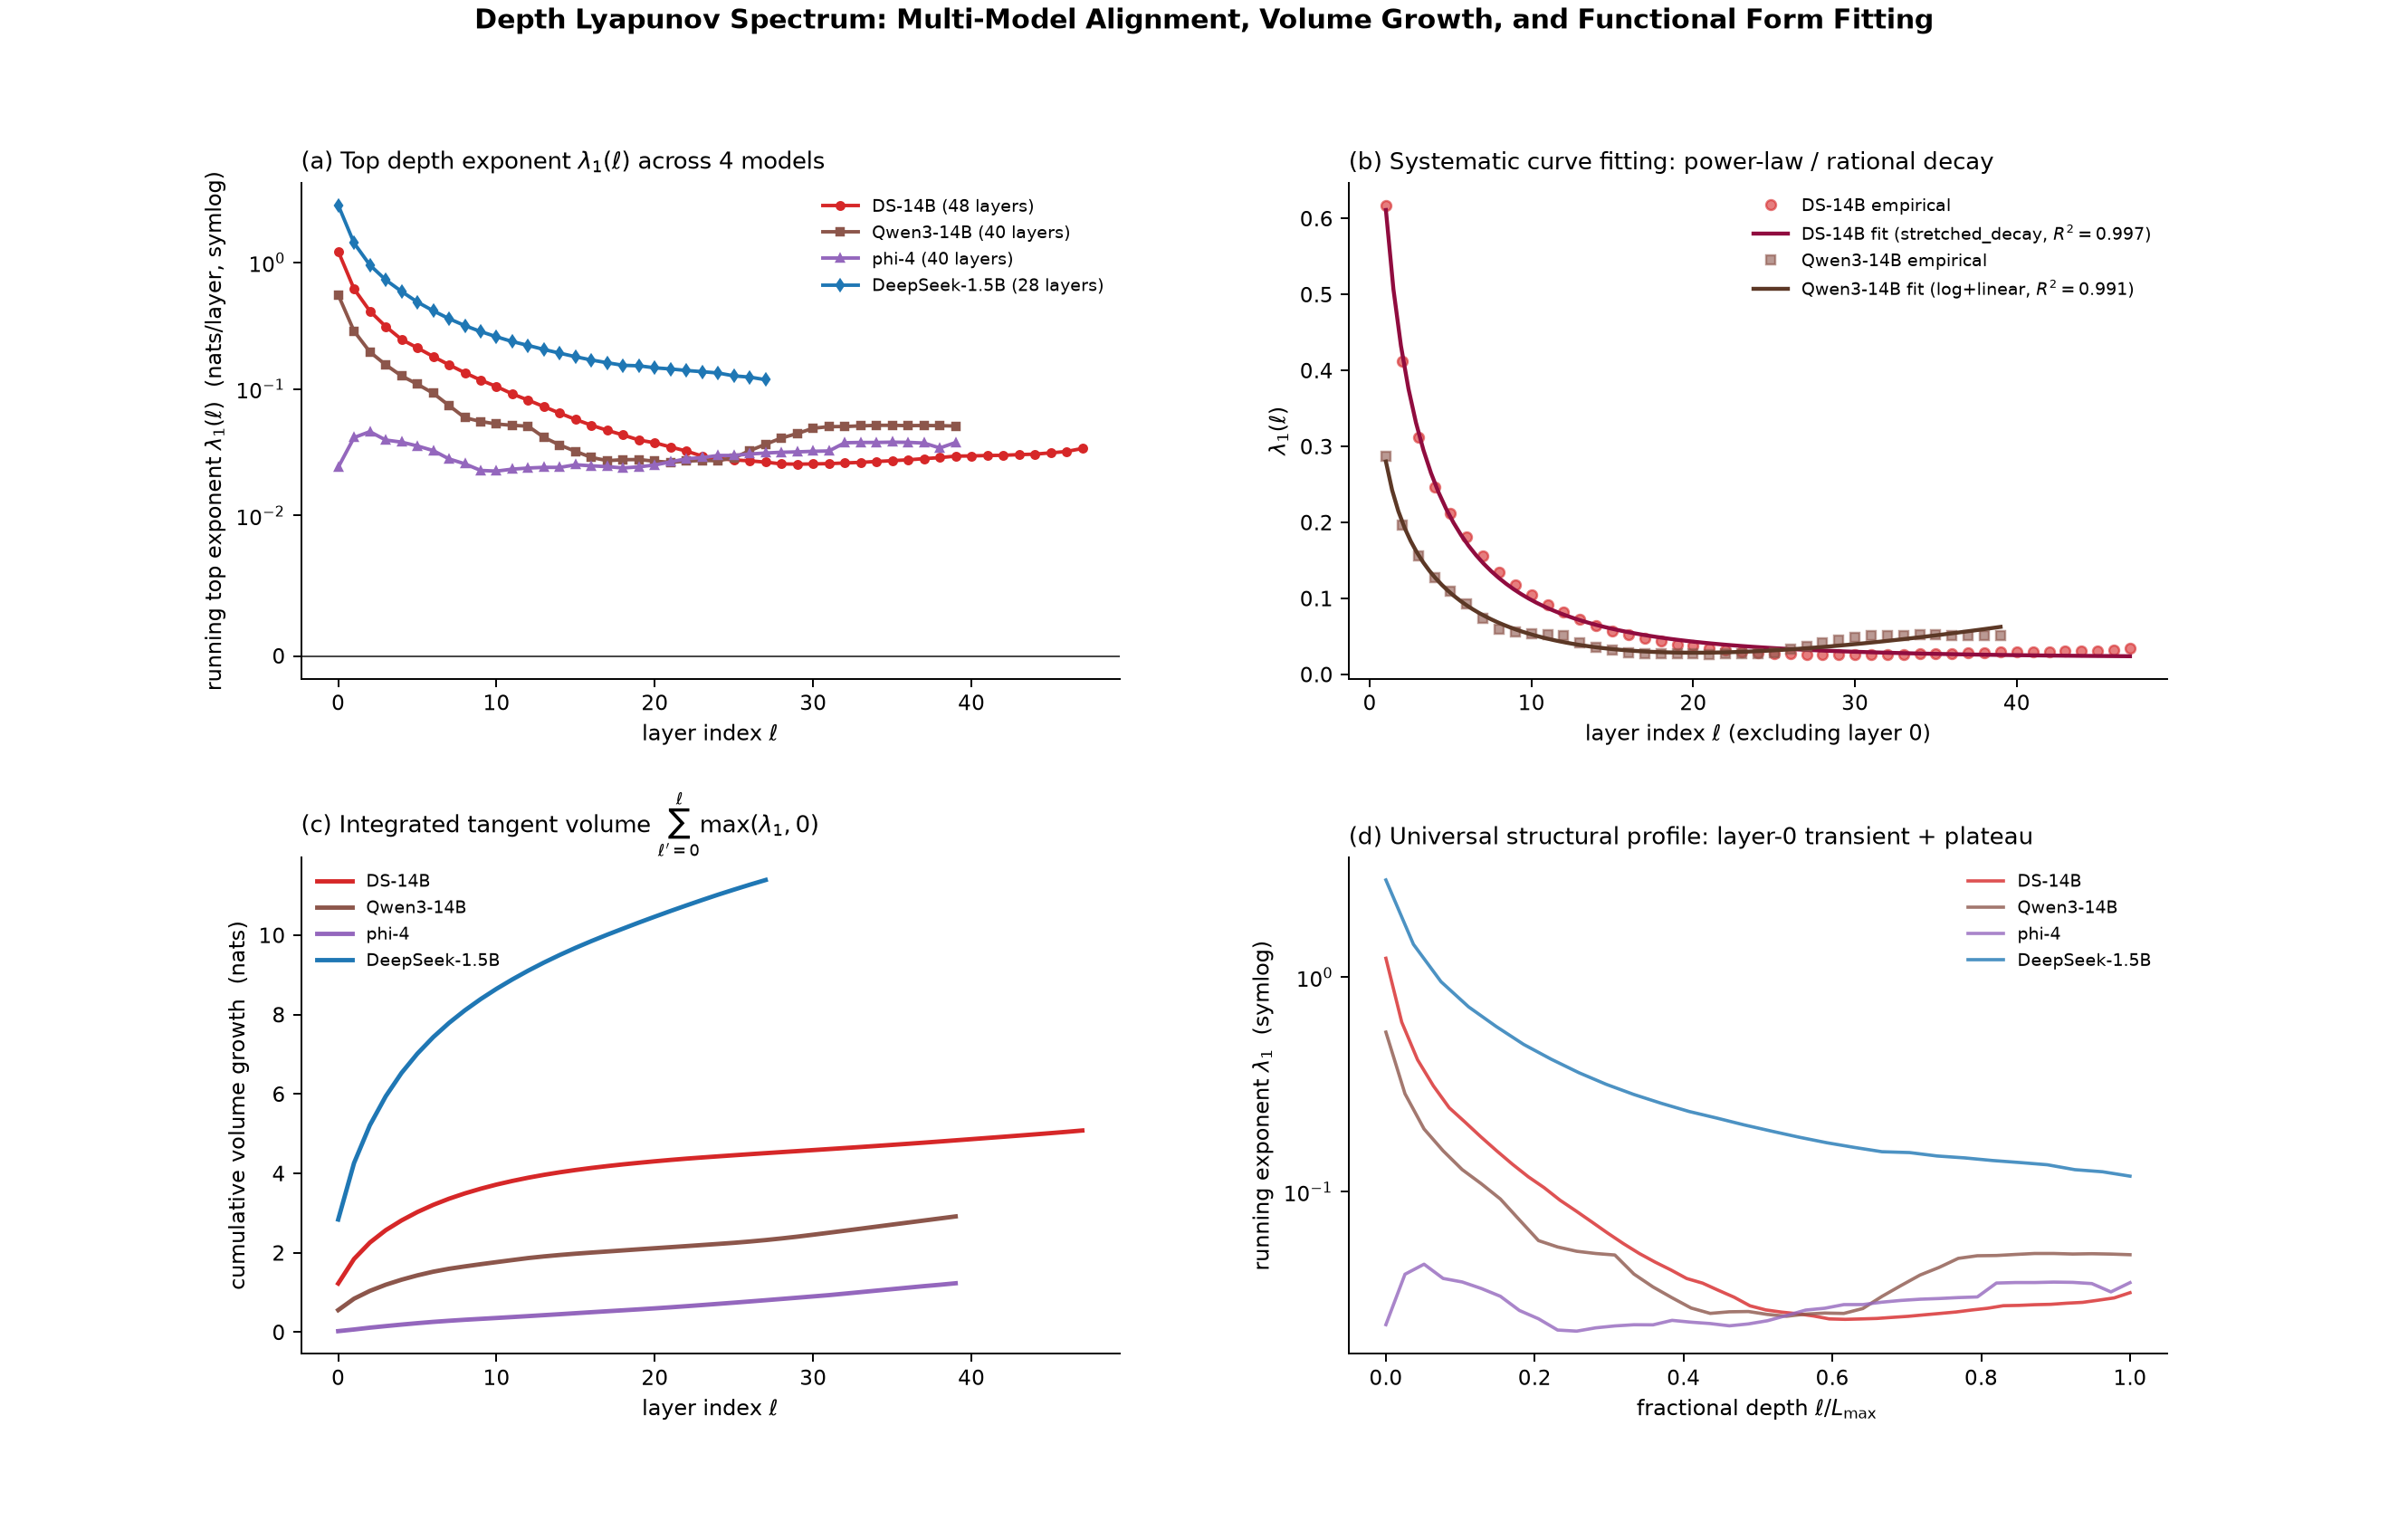 Depth Lyapunov Spectrum: Multi-Model Alignment, Volume Growth, and Functional Form Fitting
(a) Top depth exponent λ₁(ℓ) across 4 models
running top exponent λ₁(ℓ) (nats/layer, symlog)
10⁰
10⁻¹
10⁻²
0
DS-14B (48 layers)
Qwen3-14B (40 layers)
phi-4 (40 layers)
DeepSeek-1.5B (28 layers)
0 10 20 30 40
layer index ℓ
(b) Systematic curve fitting: power-law / rational decay
λ₁(ℓ)
0.6
0.5
0.4
0.3
0.2
0.1
0.0
DS-14B empirical
DS-14B fit (stretched_decay, R² = 0.997)
Qwen3-14B empirical
Qwen3-14B fit (log+linear, R² = 0.991)
0 10 20 30 40
layer index ℓ (excluding layer 0)
(c) Integrated tangent volume ∑_{ℓ′=0}^{ℓ} max(λ₁, 0)
cumulative volume growth (nats)
10
8
6
4
2
0
DS-14B
Qwen3-14B
phi-4
DeepSeek-1.5B
0 10 20 30 40
layer index ℓ
(d) Universal structural profile: layer-0 transient + plateau
running exponent λ₁ (symlog)
10⁰
10⁻¹
DS-14B
Qwen3-14B
phi-4
DeepSeek-1.5B
0.0 0.2 0.4 0.6 0.8 1.0
fractional depth ℓ/L_max